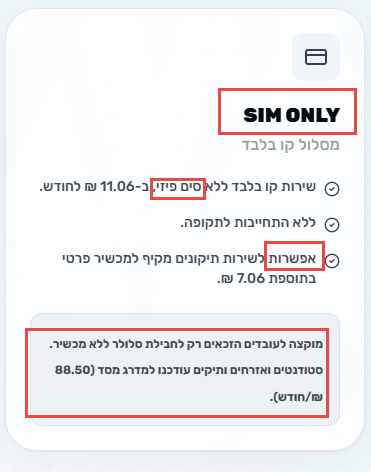 SIM ONLY
מסלול קו בלבד
שירות קו בלבד ללא סים פיזי, ב-11.06 ₪ לחודש.
ללא התחייבות לתקופה.
אפשרות לשירות תיקונים מקיף למכשיר פרטי
בתוספת 7.06 ₪.
מוקצה לעובדים הזכאים רק לחבילת סלולר ללא מכשיר.
סטודנטים ואזרחים ותיקים עודכנו למדרג מסד (88.50
₪/חודש).